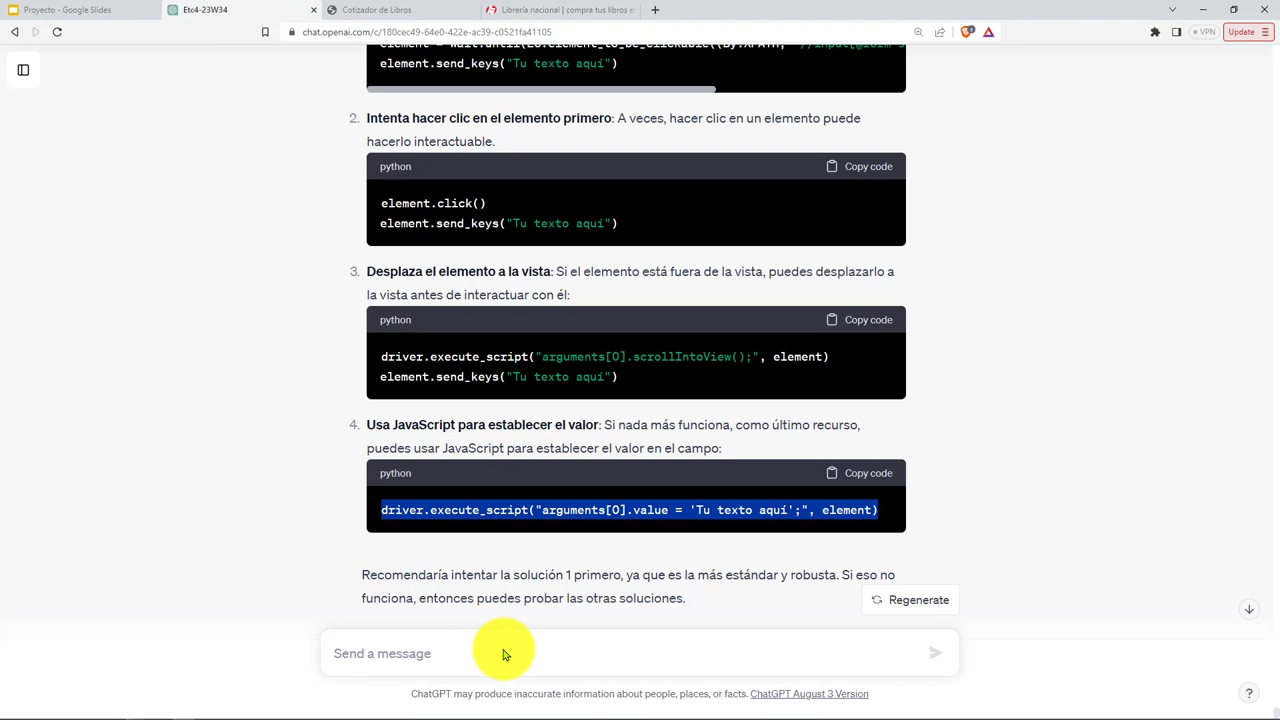 Proyecto - Google Slides
Etc4-23W34
Cotizador de Libros
Librería nacional | compra tus libros e
chat.openai.com/c/180cec49-64e0-422e-ac39-c0521fa41105
VPN
Update
element.send_keys("Tu texto aquí")
2. Intenta hacer clic en el elemento primero: A veces, hacer clic en un elemento puede
hacerlo interactuable.
python
Copy code
element.click()
element.send_keys("Tu texto aquí")
3. Desplaza el elemento a la vista: Si el elemento está fuera de la vista, puedes desplazarlo a
la vista antes de interactuar con él:
python
Copy code
driver.execute_script("arguments[0].scrollIntoView();", element)
element.send_keys("Tu texto aquí")
4. Usa JavaScript para establecer el valor: Si nada más funciona, como último recurso,
puedes usar JavaScript para establecer el valor en el campo:
python
Copy code
driver.execute_script("arguments[0].value = 'Tu texto aquí';", element)
Recomendaría intentar la solución 1 primero, ya que es la más estándar y robusta. Si eso no
funciona, entonces puedes probar las otras soluciones.
Regenerate
Send a message
ChatGPT may produce inaccurate information about people, places, or facts. ChatGPT August 3 Version
?